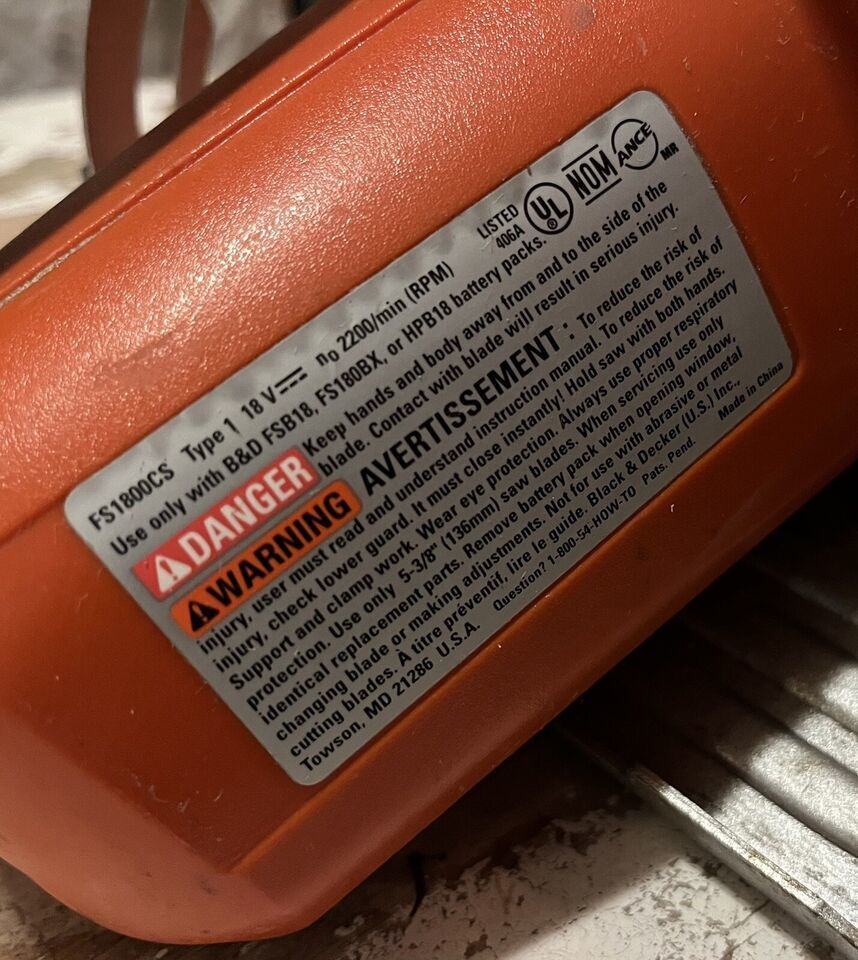 FS1800CS Type 1 18 V n₀ 2200/min (RPM)
LISTED
406A
UL
®
NOM
ANCE
MR
Use only with B&D FSB18, FS180BX, or HPB18 battery packs.
DANGER Keep hands and body away from and to the side of the
blade. Contact with blade will result in serious injury.
WARNING AVERTISSEMENT : To reduce the risk of
injury, user must read and understand instruction manual. To reduce the risk of
injury, check lower guard. It must close instantly! Hold saw with both hands.
Support and clamp work. Wear eye protection. Always use proper respiratory
protection. Use only 5-3/8" (136mm) saw blades. When servicing use only
identical replacement parts. Remove battery pack when opening window,
changing blade or making adjustments. Not for use with abrasive or metal
cutting blades. À titre préventif, lire le guide. Black & Decker (U.S.) Inc.,
Towson, MD 21286 U.S.A. Question? 1-800-54-HOW-TO Pats. Pend. Made in China